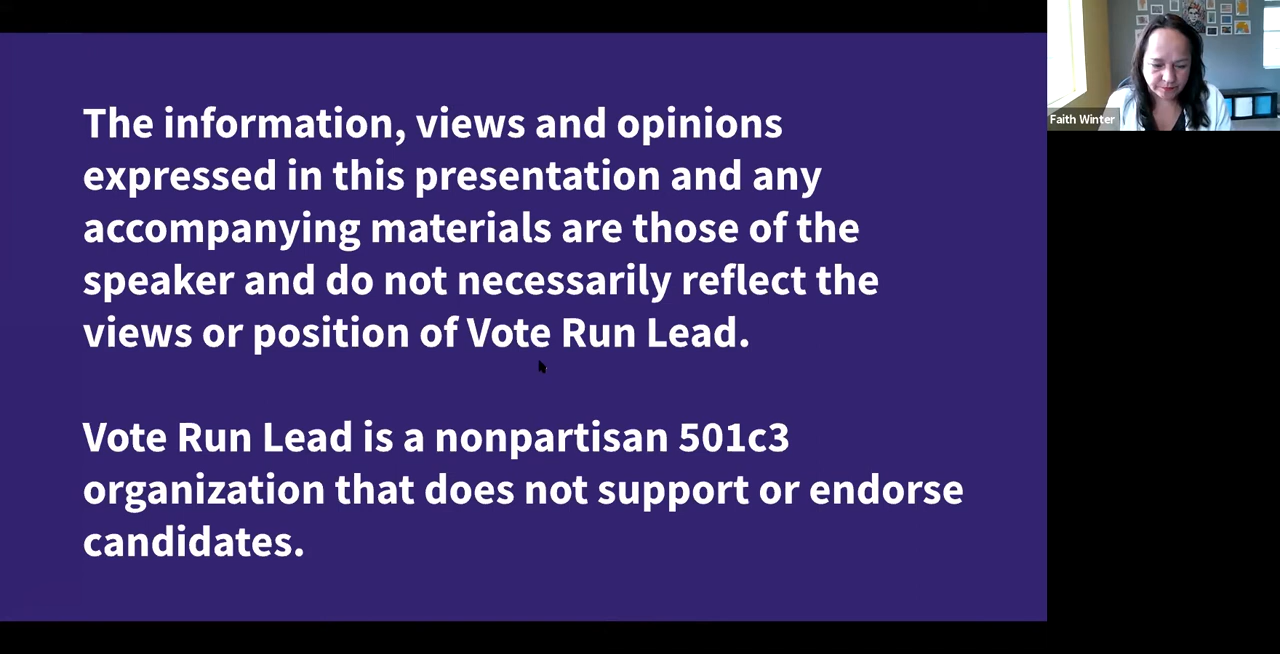 The information, views and opinions
expressed in this presentation and any
accompanying materials are those of the
speaker and do not necessarily reflect the
views or position of Vote Run Lead.
Vote Run Lead is a nonpartisan 501c3
organization that does not support or endorse
candidates.
Faith Winter